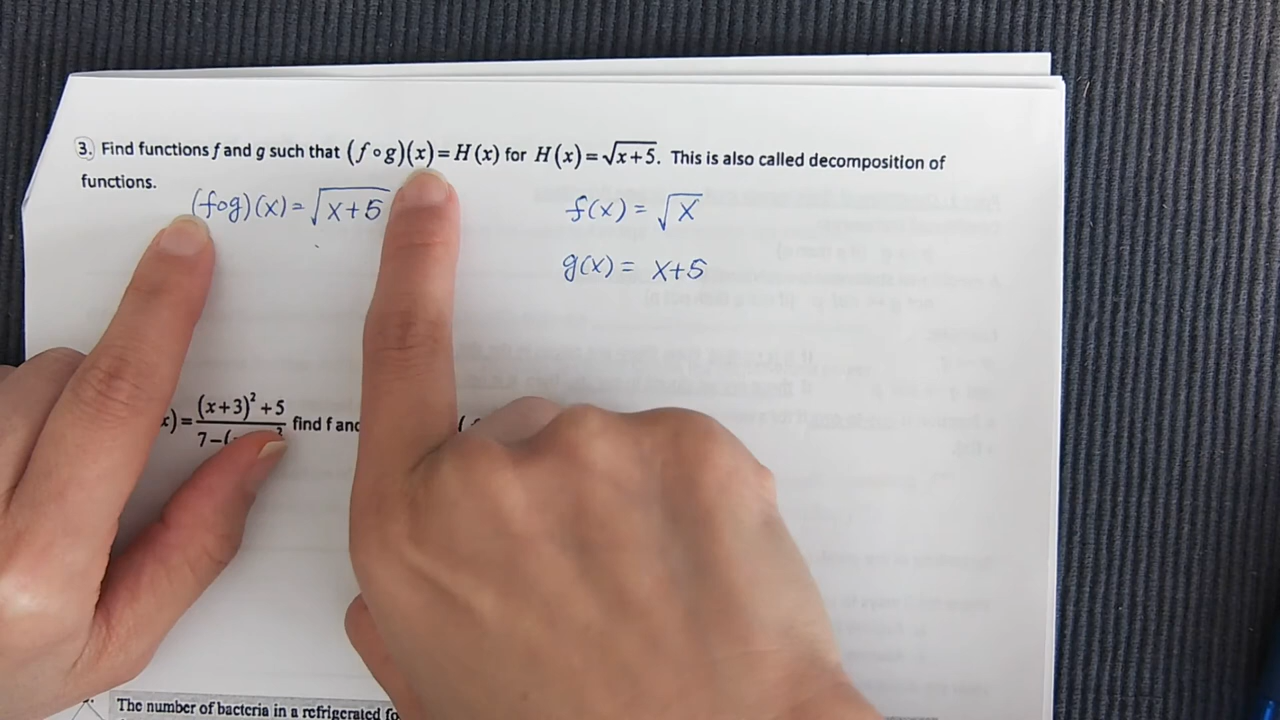 3. Find functions f and g such that (f∘g)(x)=H(x) for H(x)=√(x+5). This is also called decomposition of
functions.
(f∘g)(x)=√(x+5)
f(x) = √x
g(x) = x+5
)=((x+3)²+5)/(7-( find f and
The number of bacteria in a refrigerated